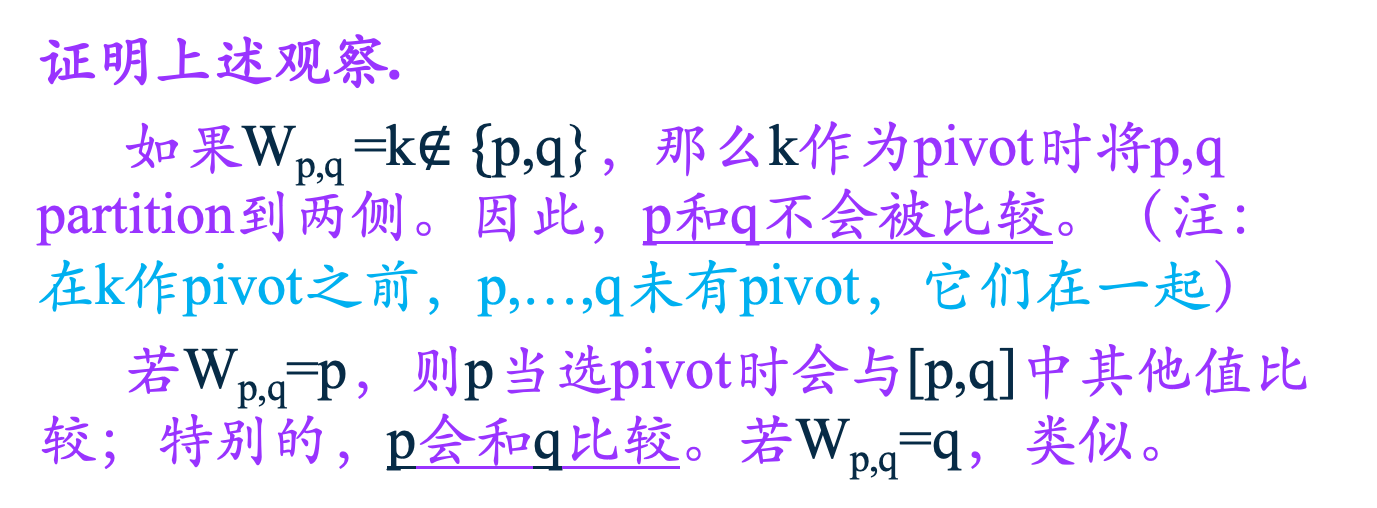 证明上述观察.
如果Wp,q =k∉ {p,q}，那么k作为pivot时将p,q
partition到两侧。因此，p和q不会被比较。（注：
在k作pivot之前，p,…,q未有pivot，它们在一起）
若Wp,q=p，则p当选pivot时会与[p,q]中其他值比
较；特别的，p会和q比较。若Wp,q=q，类似。